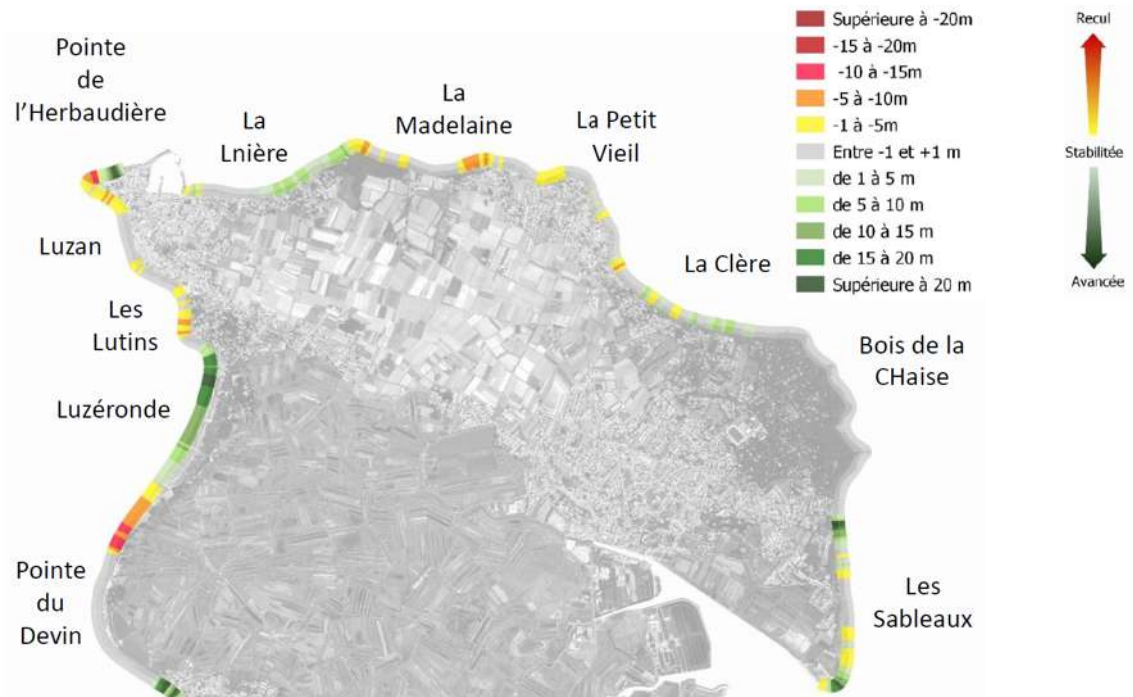 Pointe
de
l'Herbaudière
La
Lnière
La
Madelaine
La Petit
Vieil
Luzan
La Clère
Les
Lutins
Bois de la
CHaise
Luzéronde
Pointe
du
Devin
Les
Sableaux
Supérieure à -20m
-15 à -20m
-10 à -15m
-5 à -10m
-1 à -5m
Entre -1 et +1 m
de 1 à 5 m
de 5 à 10 m
de 10 à 15 m
de 15 à 20 m
Supérieure à 20 m
Recul
Stabilitée
Avancée